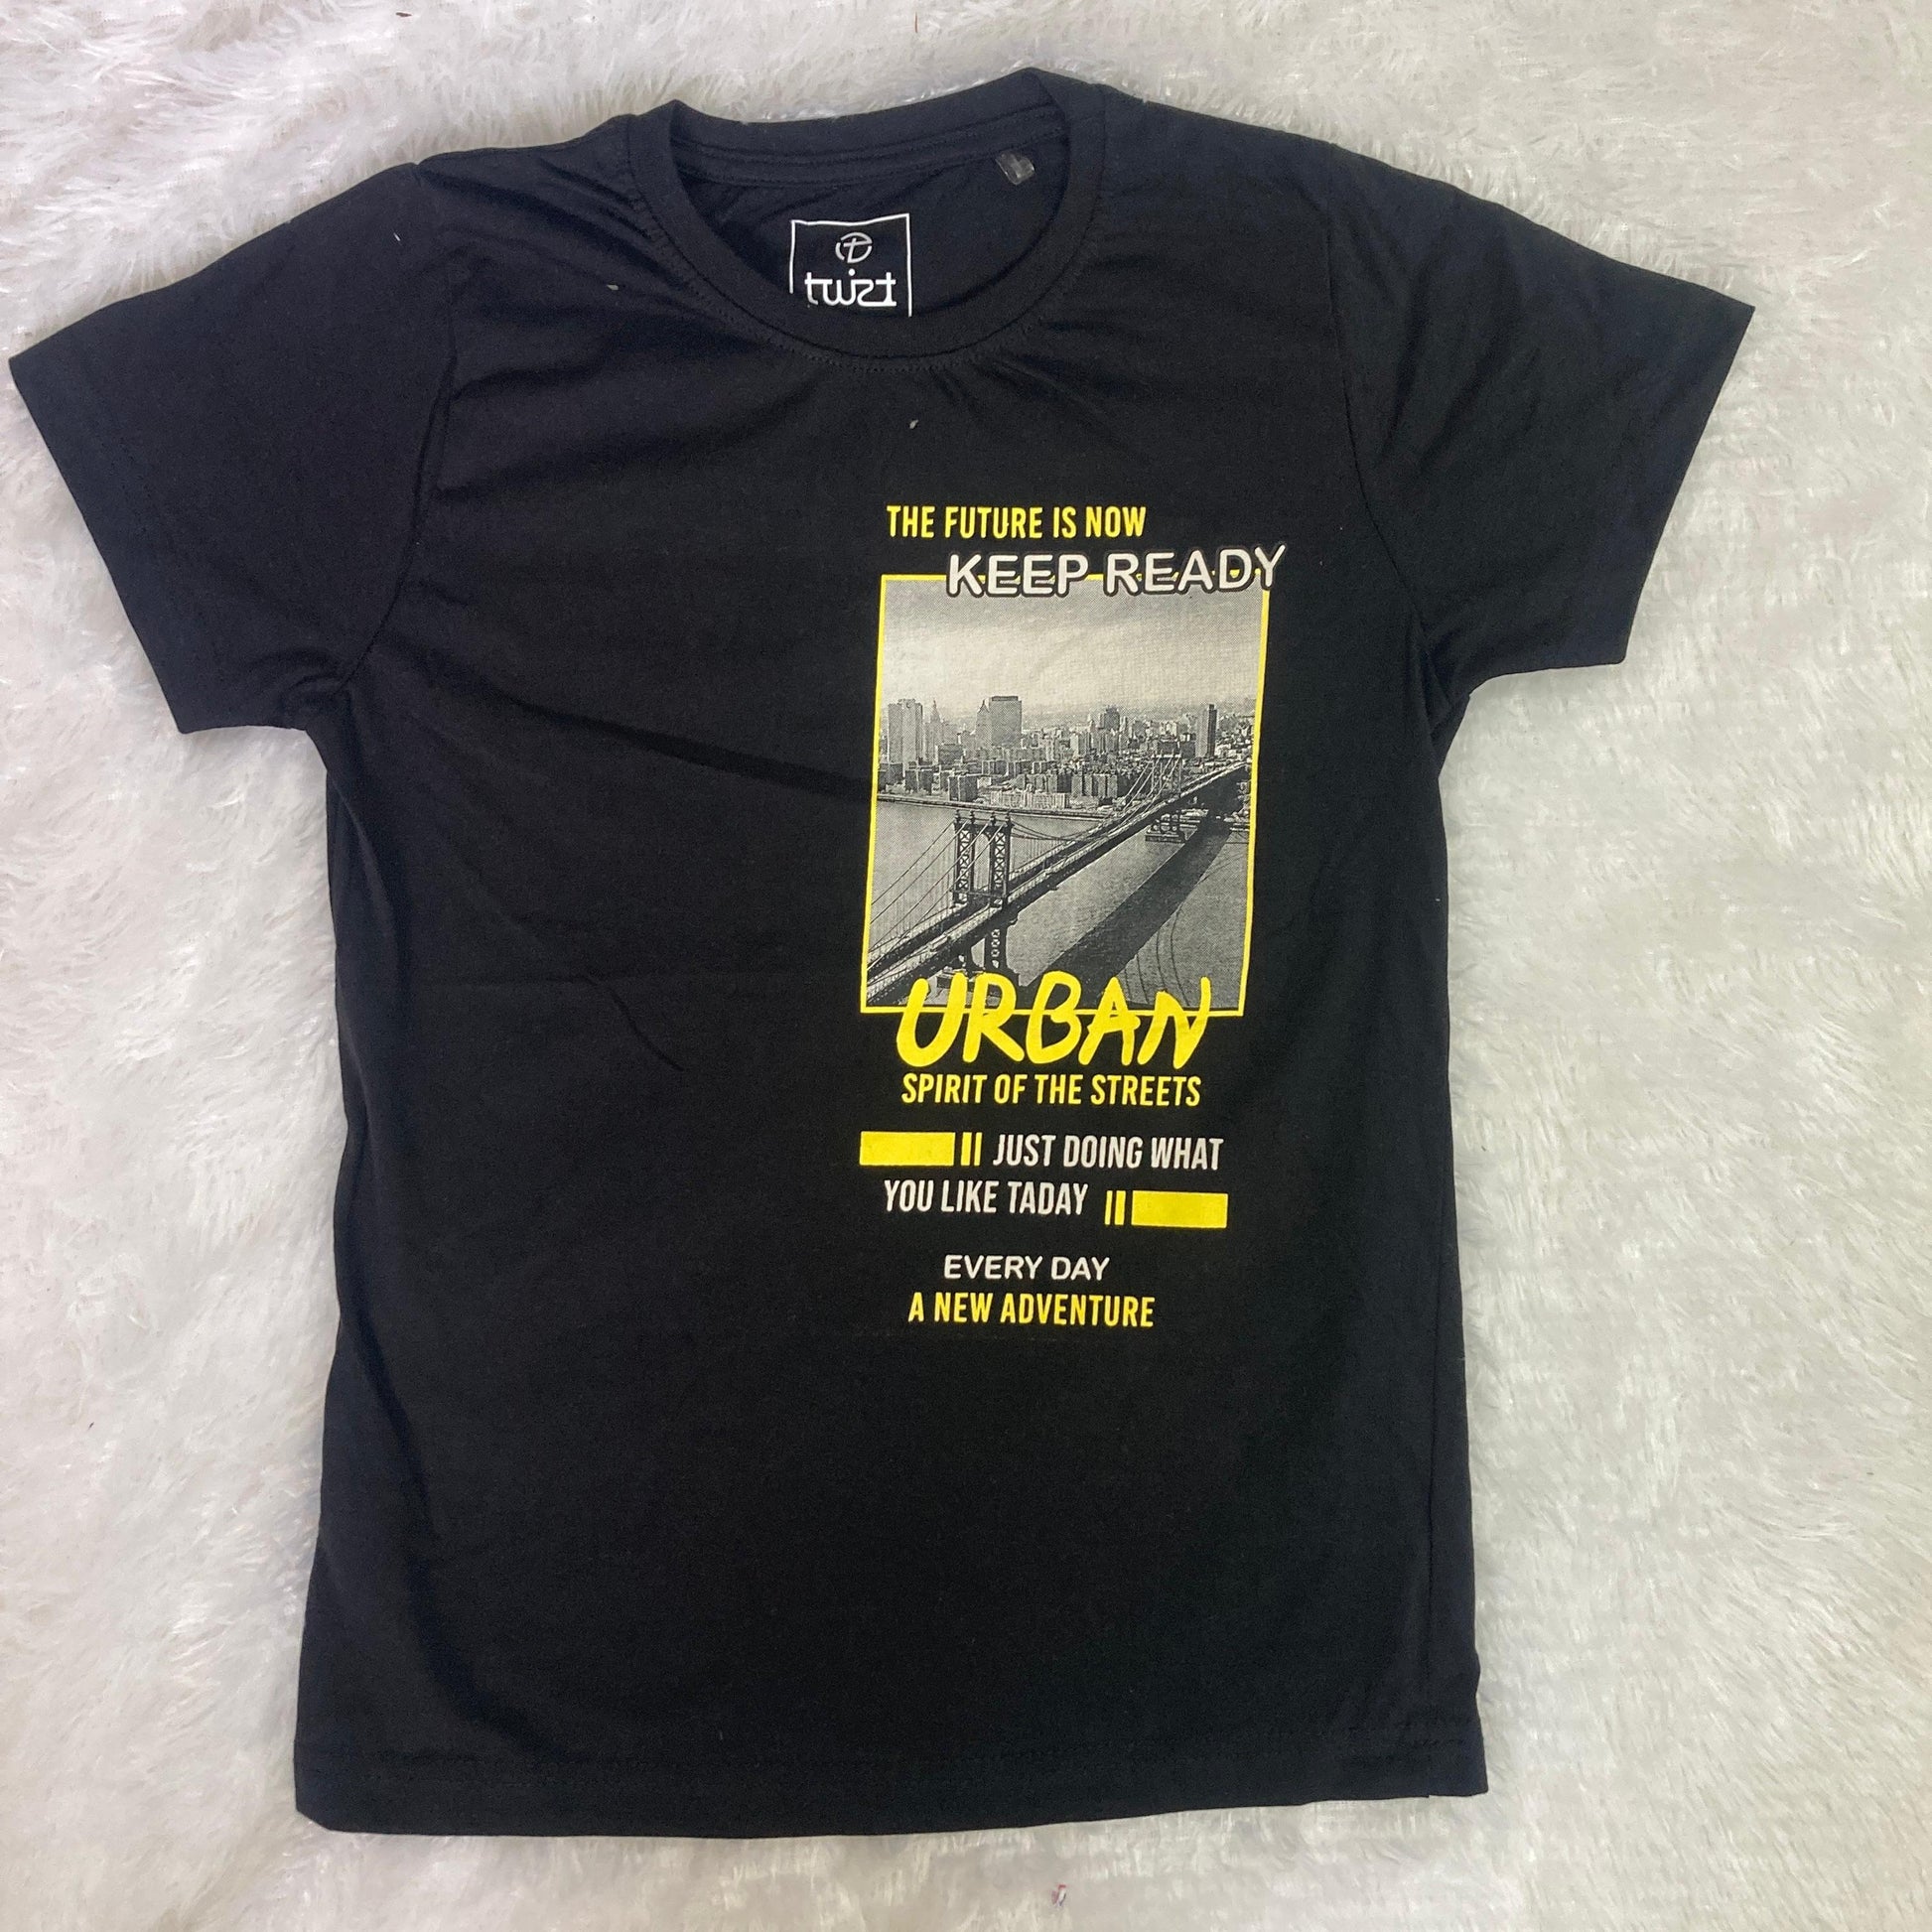 twizt
THE FUTURE IS NOW
KEEP READY
URBAN
SPIRIT OF THE STREETS
JUST DOING WHAT
YOU LIKE TADAY
EVERY DAY
A NEW ADVENTURE